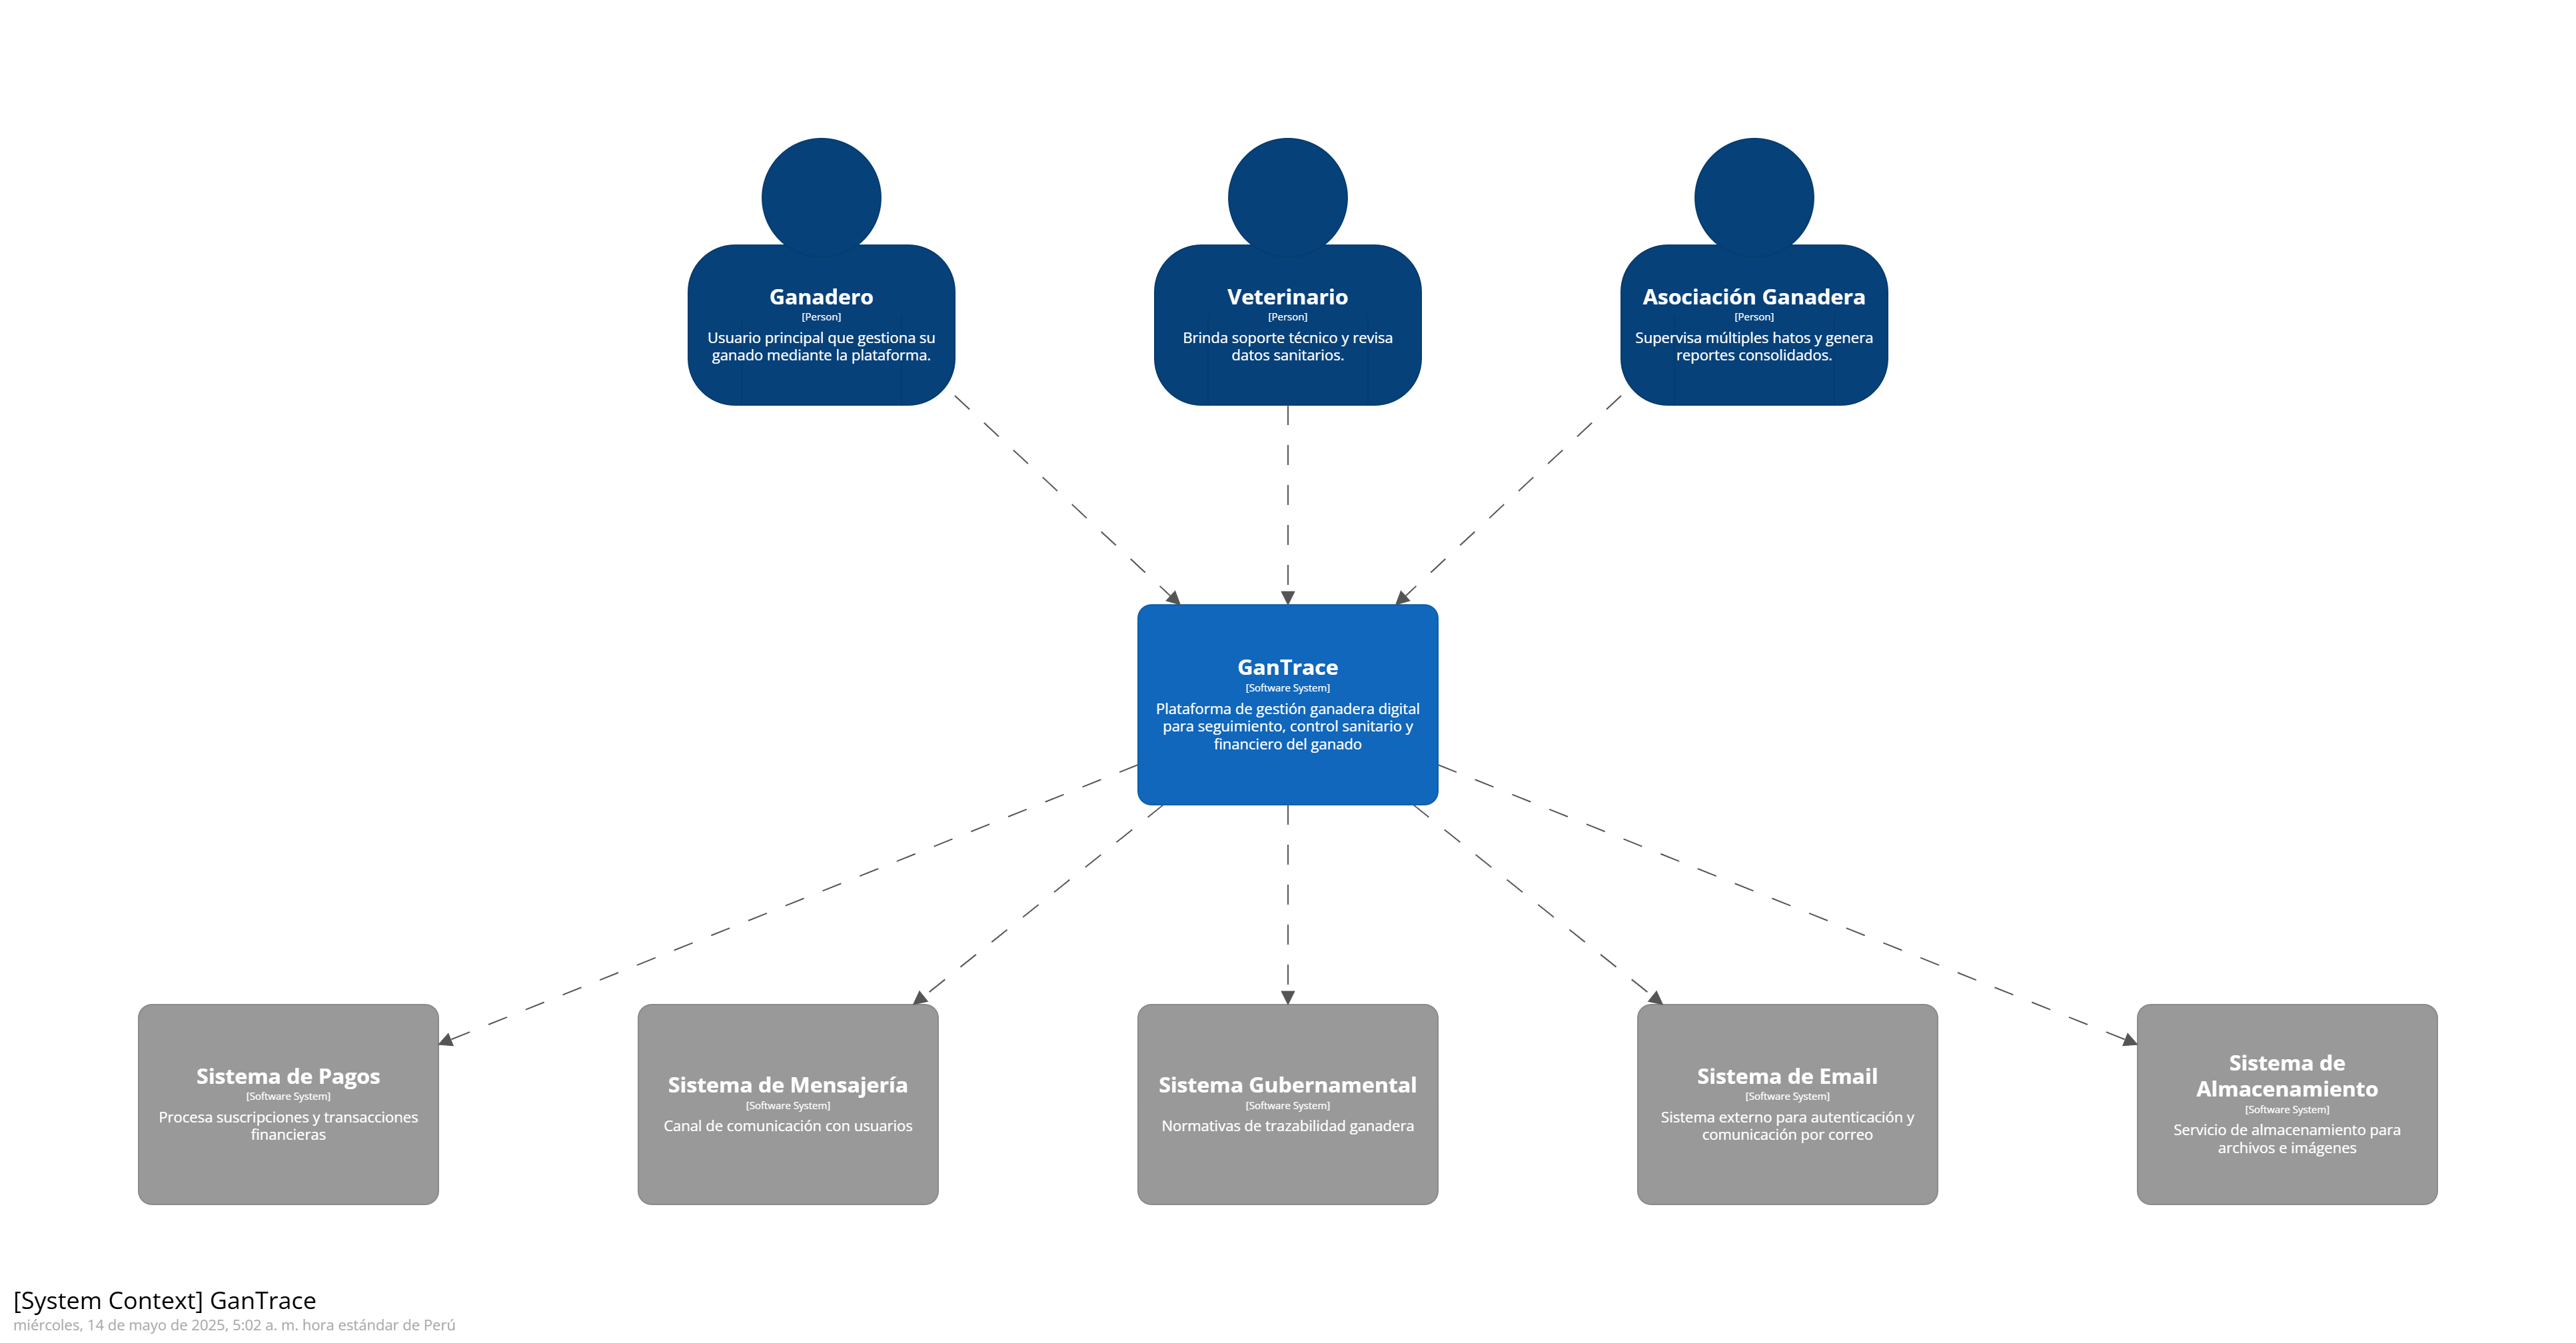 Ganadero
[Person]
Usuario principal que gestiona su
ganado mediante la plataforma.
Veterinario
[Person]
Brinda soporte técnico y revisa
datos sanitarios.
Asociación Ganadera
[Person]
Supervisa múltiples hatos y genera
reportes consolidados.
GanTrace
[Software System]
Plataforma de gestión ganadera digital
para seguimiento, control sanitario y
financiero del ganado
Sistema de Pagos
[Software System]
Procesa suscripciones y transacciones
financieras
Sistema de Mensajería
[Software System]
Canal de comunicación con usuarios
Sistema Gubernamental
[Software System]
Normativas de trazabilidad ganadera
Sistema de Email
[Software System]
Sistema externo para autenticación y
comunicación por correo
Sistema de
Almacenamiento
[Software System]
Servicio de almacenamiento para
archivos e imágenes
[System Context] GanTrace
miércoles, 14 de mayo de 2025, 5:02 a. m. hora estándar de Perú